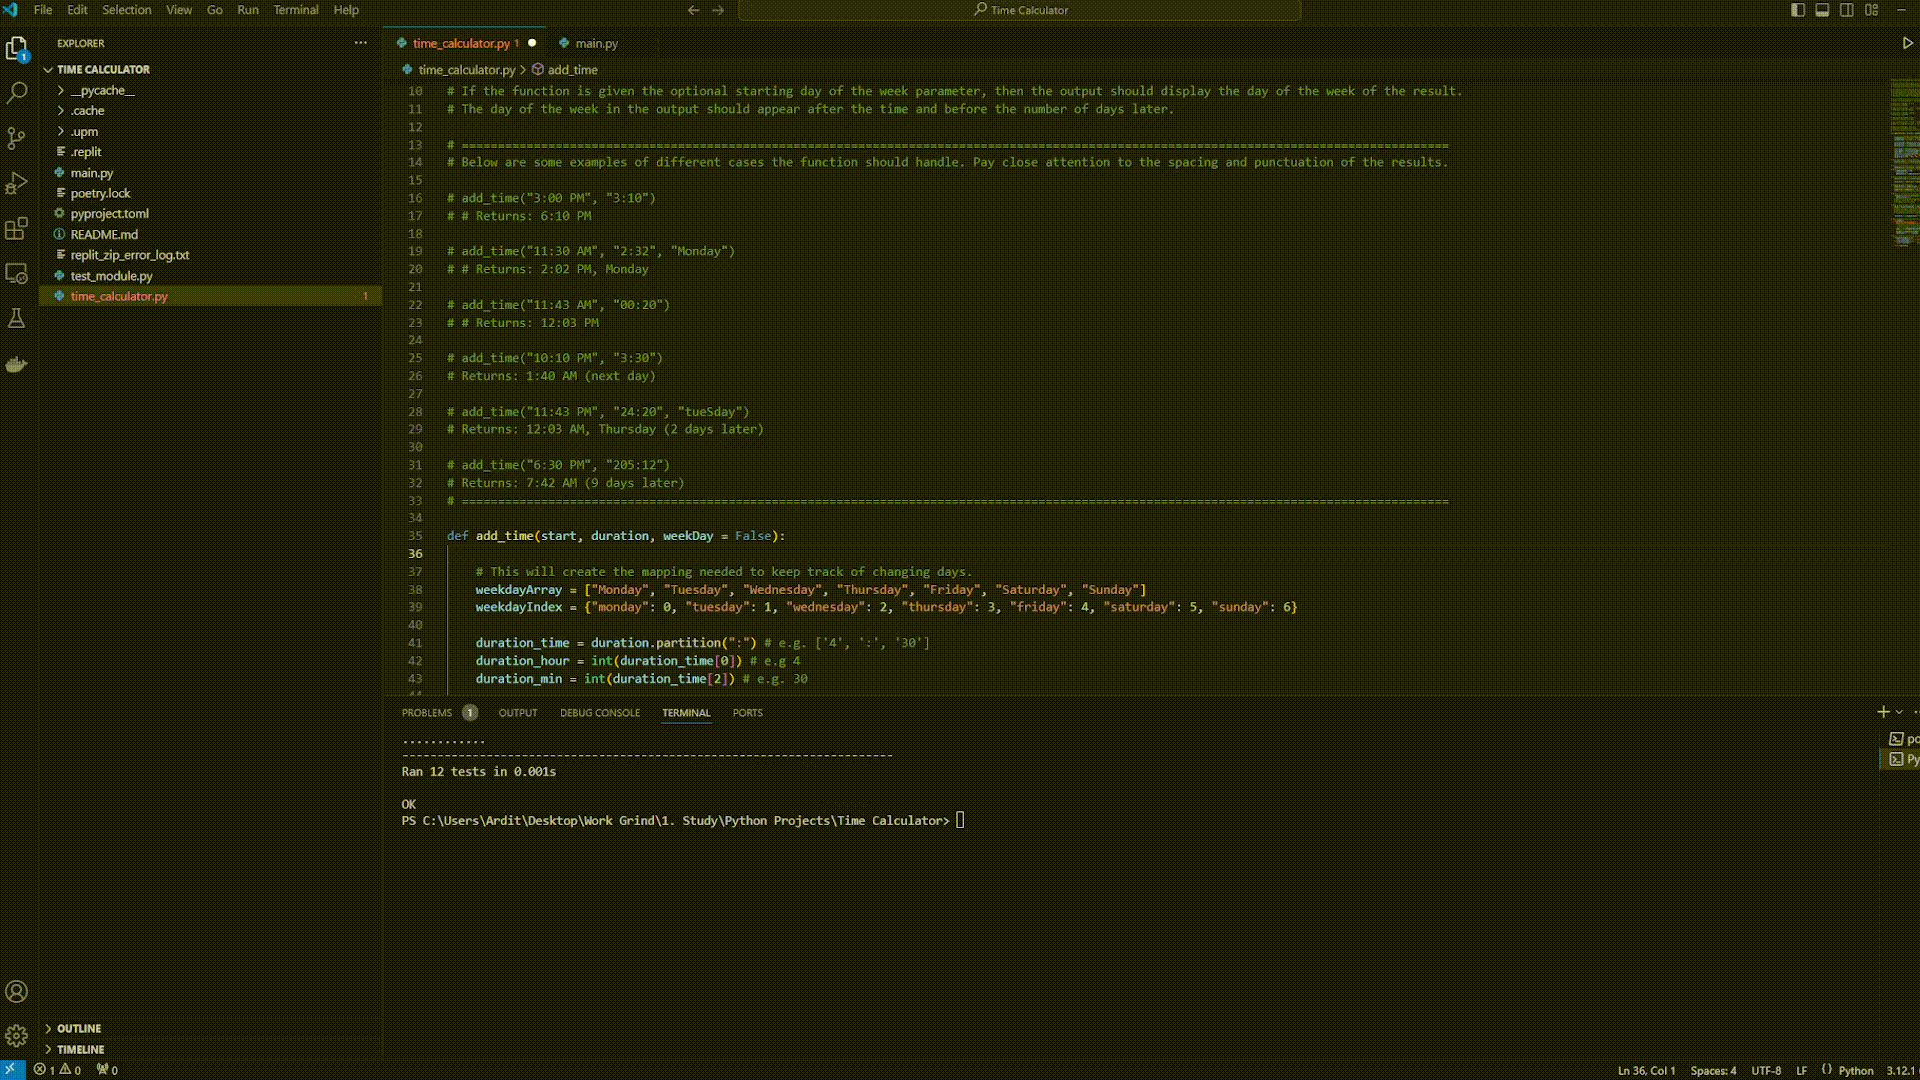 File Edit Selection View Go Run Terminal Help
Time Calculator
1
EXPLORER
TIME CALCULATOR
__pycache__
.cache
.upm
.replit
main.py
poetry.lock
pyproject.toml
README.md
replit_zip_error_log.txt
test_module.py
time_calculator.py 1
OUTLINE
TIMELINE
time_calculator.py 1 main.py
time_calculator.py > add_time
10 # If the function is given the optional starting day of the week parameter, then the output should display the day of the week of the result.
11 # The day of the week in the output should appear after the time and before the number of days later.
12
13 # =========================================================================================================================================
14 # Below are some examples of different cases the function should handle. Pay close attention to the spacing and punctuation of the results.
15
16 # add_time("3:00 PM", "3:10")
17 # # Returns: 6:10 PM
18
19 # add_time("11:30 AM", "2:32", "Monday")
20 # # Returns: 2:02 PM, Monday
21
22 # add_time("11:43 AM", "00:20")
23 # # Returns: 12:03 PM
24
25 # add_time("10:10 PM", "3:30")
26 # Returns: 1:40 AM (next day)
27
28 # add_time("11:43 PM", "24:20", "tueSday")
29 # Returns: 12:03 AM, Thursday (2 days later)
30
31 # add_time("6:30 PM", "205:12")
32 # Returns: 7:42 AM (9 days later)
33 # =========================================================================================================================================
34
35 def add_time(start, duration, weekDay = False):
36
37 # This will create the mapping needed to keep track of changing days.
38 weekdayArray = ["Monday", "Tuesday", "Wednesday", "Thursday", "Friday", "Saturday", "Sunday"]
39 weekdayIndex = {"monday": 0, "tuesday": 1, "wednesday": 2, "thursday": 3, "friday": 4, "saturday": 5, "sunday": 6}
40
41 duration_time = duration.partition(":") # e.g. ['4', ':', '30']
42 duration_hour = int(duration_time[0]) # e.g 4
43 duration_min = int(duration_time[2]) # e.g. 30
PROBLEMS 1 OUTPUT DEBUG CONSOLE TERMINAL PORTS
............
----------------------------------------------------------------------
Ran 12 tests in 0.001s
OK
PS C:\Users\Ardit\Desktop\Work Grind\1. Study\Python Projects\Time Calculator>
po
Py
1 0 0
Ln 36, Col 1 Spaces: 4 UTF-8 LF {} Python 3.12.1